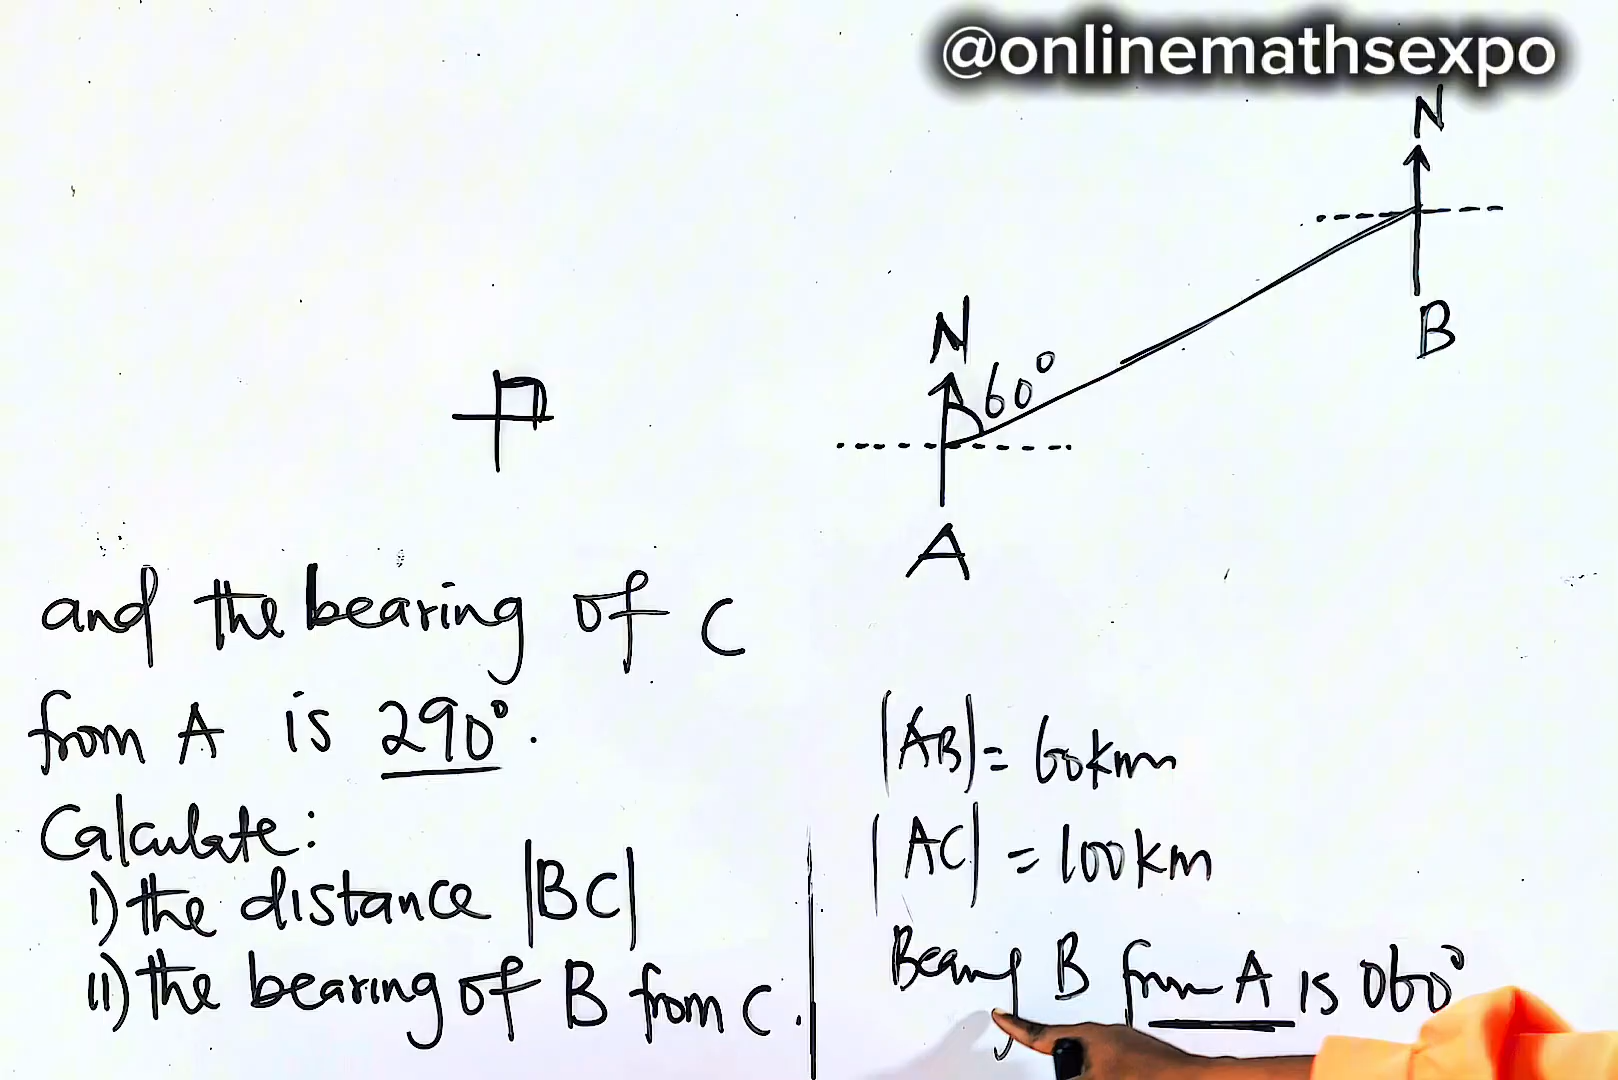 @onlinemathsexpo
N
B
N
60°
A
and the bearing of C
from A is 290°.
Calculate:
i) the distance |BC|
ii) the bearing of B from C.
|AB| = 60km
|AC| = 100km
Bearing B from A is 060°